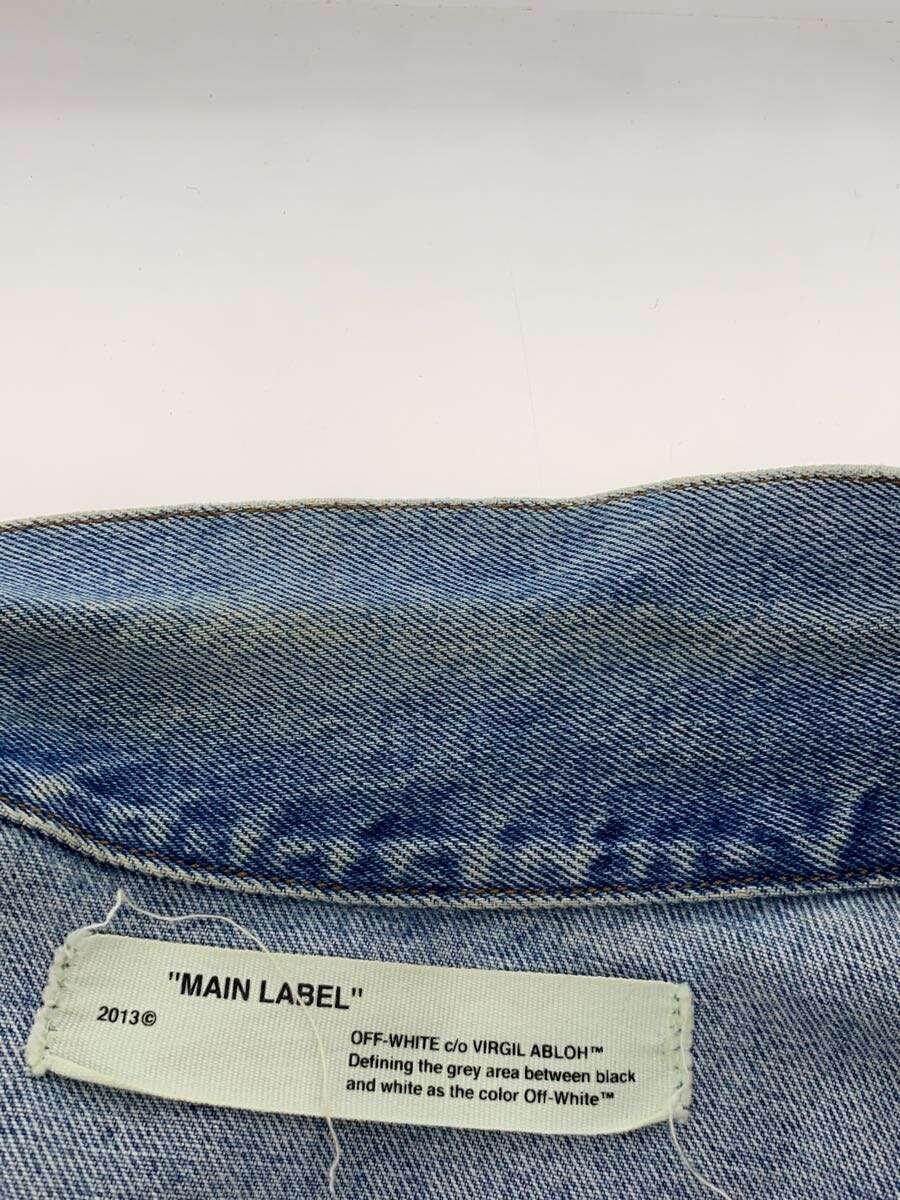 "MAIN LABEL"
2013©
OFF-WHITE c/o VIRGIL ABLOH™
Defining the grey area between black
and white as the color Off-White™